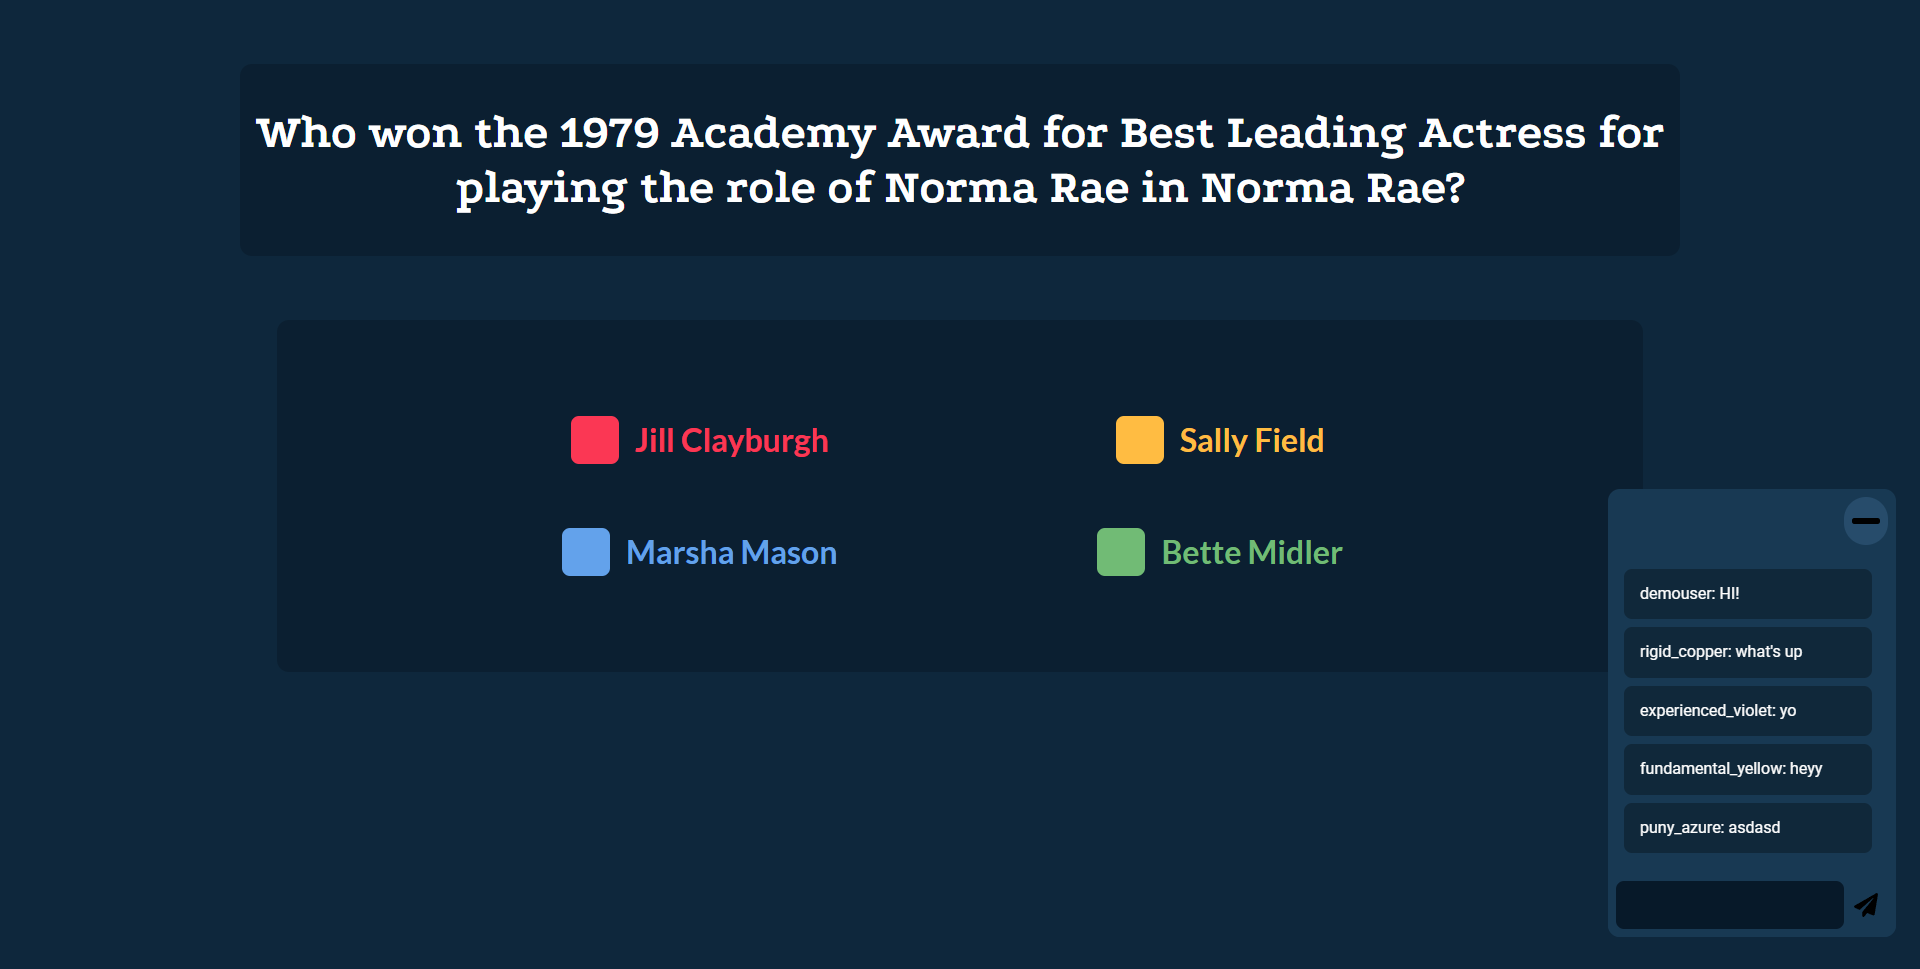 Who won the 1979 Academy Award for Best Leading Actress for
playing the role of Norma Rae in Norma Rae?
Jill Clayburgh
Sally Field
Marsha Mason
Bette Midler
demouser: HI!
rigid_copper: what's up
experienced_violet: yo
fundamental_yellow: heyy
puny_azure: asdasd